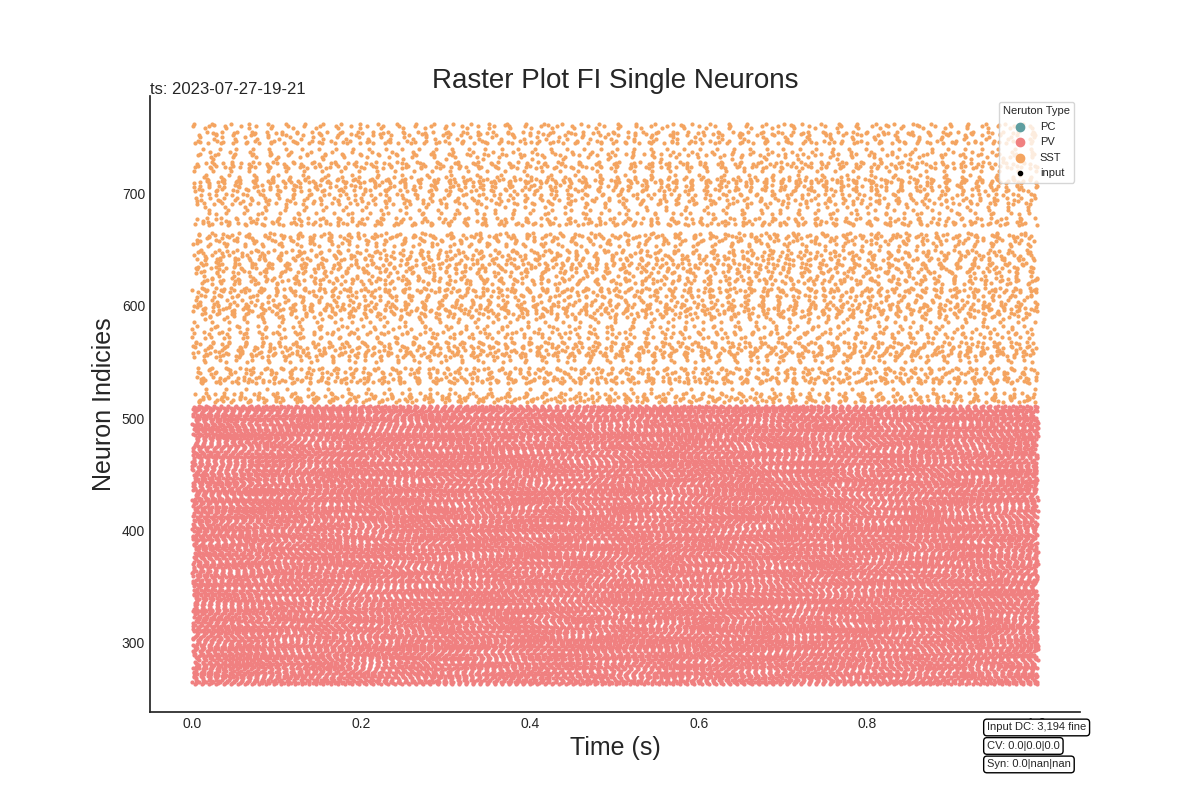 Raster Plot FI Single Neurons
ts: 2023-07-27-19-21
Neruton Type
PC
PV
SST
input
700
600
500
400
300
Neuron Indicies
0.0 0.2 0.4 0.6 0.8
Time (s)
Input DC: 3,194 fine
CV: 0.0|0.0|0.0
Syn: 0.0|nan|nan